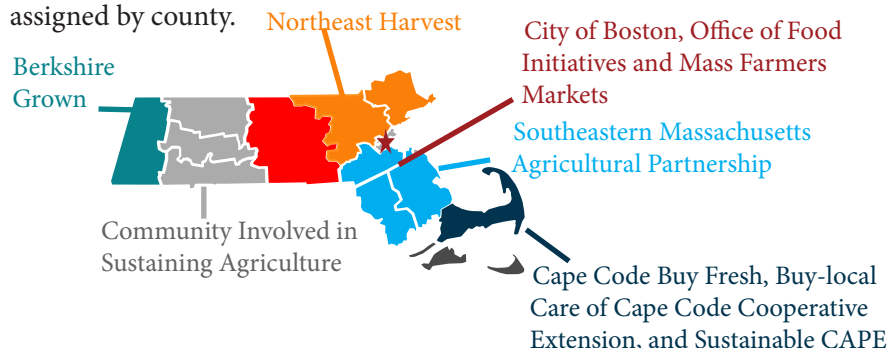 assigned by county.
Northeast Harvest
City of Boston, Office of Food
Initiatives and Mass Farmers
Markets
Berkshire
Grown
Southeastern Massachusetts
Agricultural Partnership
Community Involved in
Sustaining Agriculture
Cape Code Buy Fresh, Buy-local
Care of Cape Code Cooperative
Extension, and Sustainable CAPE